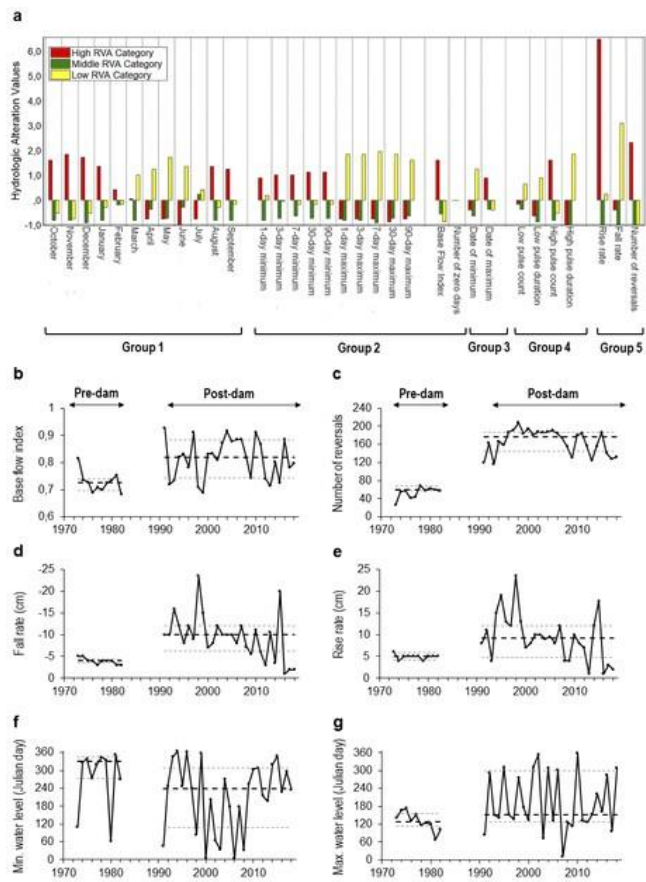 a
Hydrologic Alteration Values
6,0
5,0
4,0
3,0
2,0
1,0
,0
-1,0
High RVA Category
Middle RVA Category
Low RVA Category
October
November
December
January
February
March
April
May
June
July
August
September
1-day minimum
3-day minimum
7-day minimum
30-day minimum
90-day minimum
1-day maximum
3-day maximum
7-day maximum
30-day maximum
90-day maximum
Base Flow Index
Number of zero days
Date of minimum
Date of maximum
Low pulse count
Low pulse duration
High pulse count
High pulse duration
Rise rate
Fall rate
Number of reversals
Group 1
Group 2
Group 3
Group 4
Group 5
b
Pre-dam
Post-dam
Base flow index
1
0,9
0,8
0,7
0,6
1970 1980 1990 2000 2010
c
Pre-dam
Post-dam
Number of reversals
240
200
160
120
80
40
0
1970 1980 1990 2000 2010
d
Fall rate (cm)
-25
-20
-15
-10
-5
0
1970 1980 1990 2000 2010
e
Rise rate (cm)
25
20
15
10
5
0
1970 1980 1990 2000 2010
f
Min. water level (Julian day)
360
300
240
180
120
60
0
1970 1980 1990 2000 2010
g
Max. water level (Julian day)
360
300
240
180
120
60
0
1970 1980 1990 2000 2010